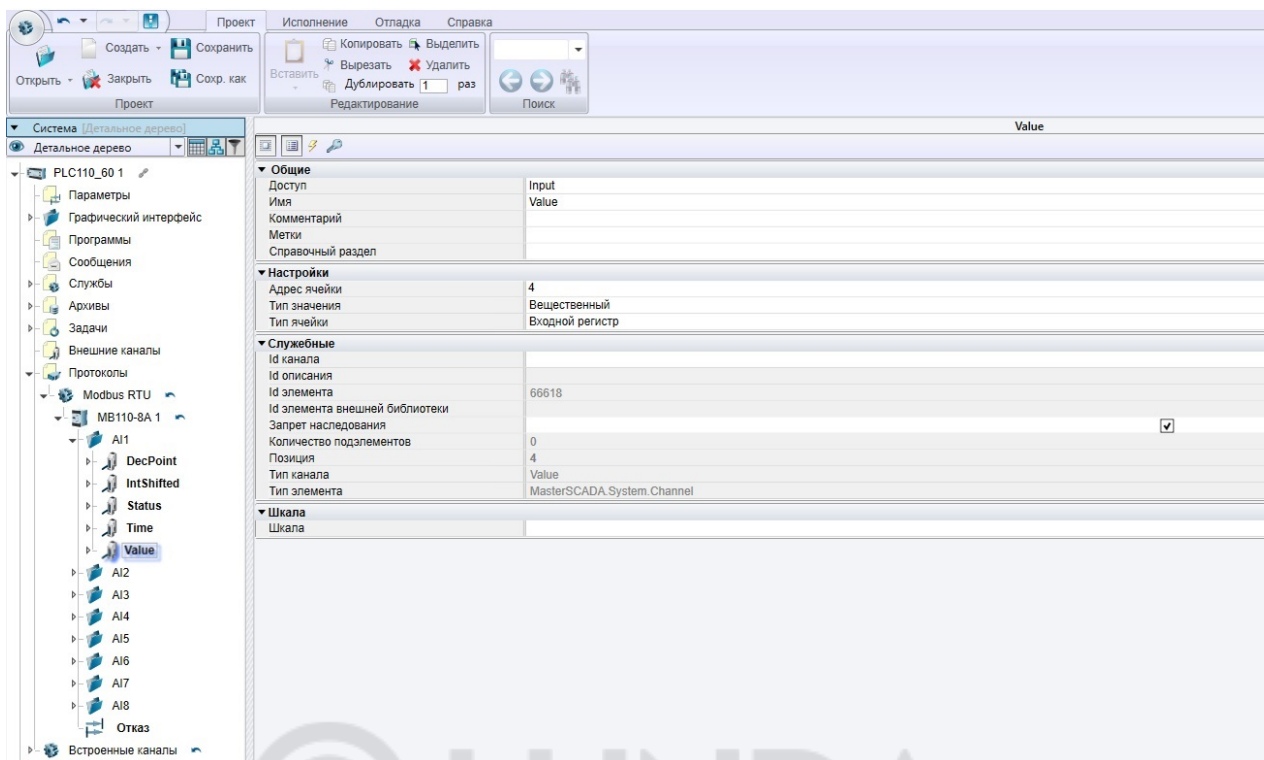 Проект Исполнение Отладка Справка
Открыть Создать Сохранить
Закрыть Сохр. как
Проект
Вставить Копировать Выделить
Вырезать Удалить
Дублировать 1 раз
Редактирование
Поиск
Система [Детальное дерево]
Детальное дерево
PLC110_60 1
Параметры
Графический интерфейс
Программы
Сообщения
Службы
Архивы
Задачи
Внешние каналы
Протоколы
Modbus RTU
MB110-8A 1
AI1
DecPoint
IntShifted
Status
Time
Value
AI2
AI3
AI4
AI5
AI6
AI7
AI8
Отказ
Встроенные каналы
Value
Общие
Доступ Input
Имя Value
Комментарий
Метки
Справочный раздел
Настройки
Адрес ячейки 4
Тип значения Вещественный
Тип ячейки Входной регистр
Служебные
Id канала
Id описания
Id элемента 66618
Id элемента внешней библиотеки
Запрет наследования
Количество подэлементов 0
Позиция 4
Тип канала Value
Тип элемента MasterSCADA.System.Channel
Шкала
Шкала